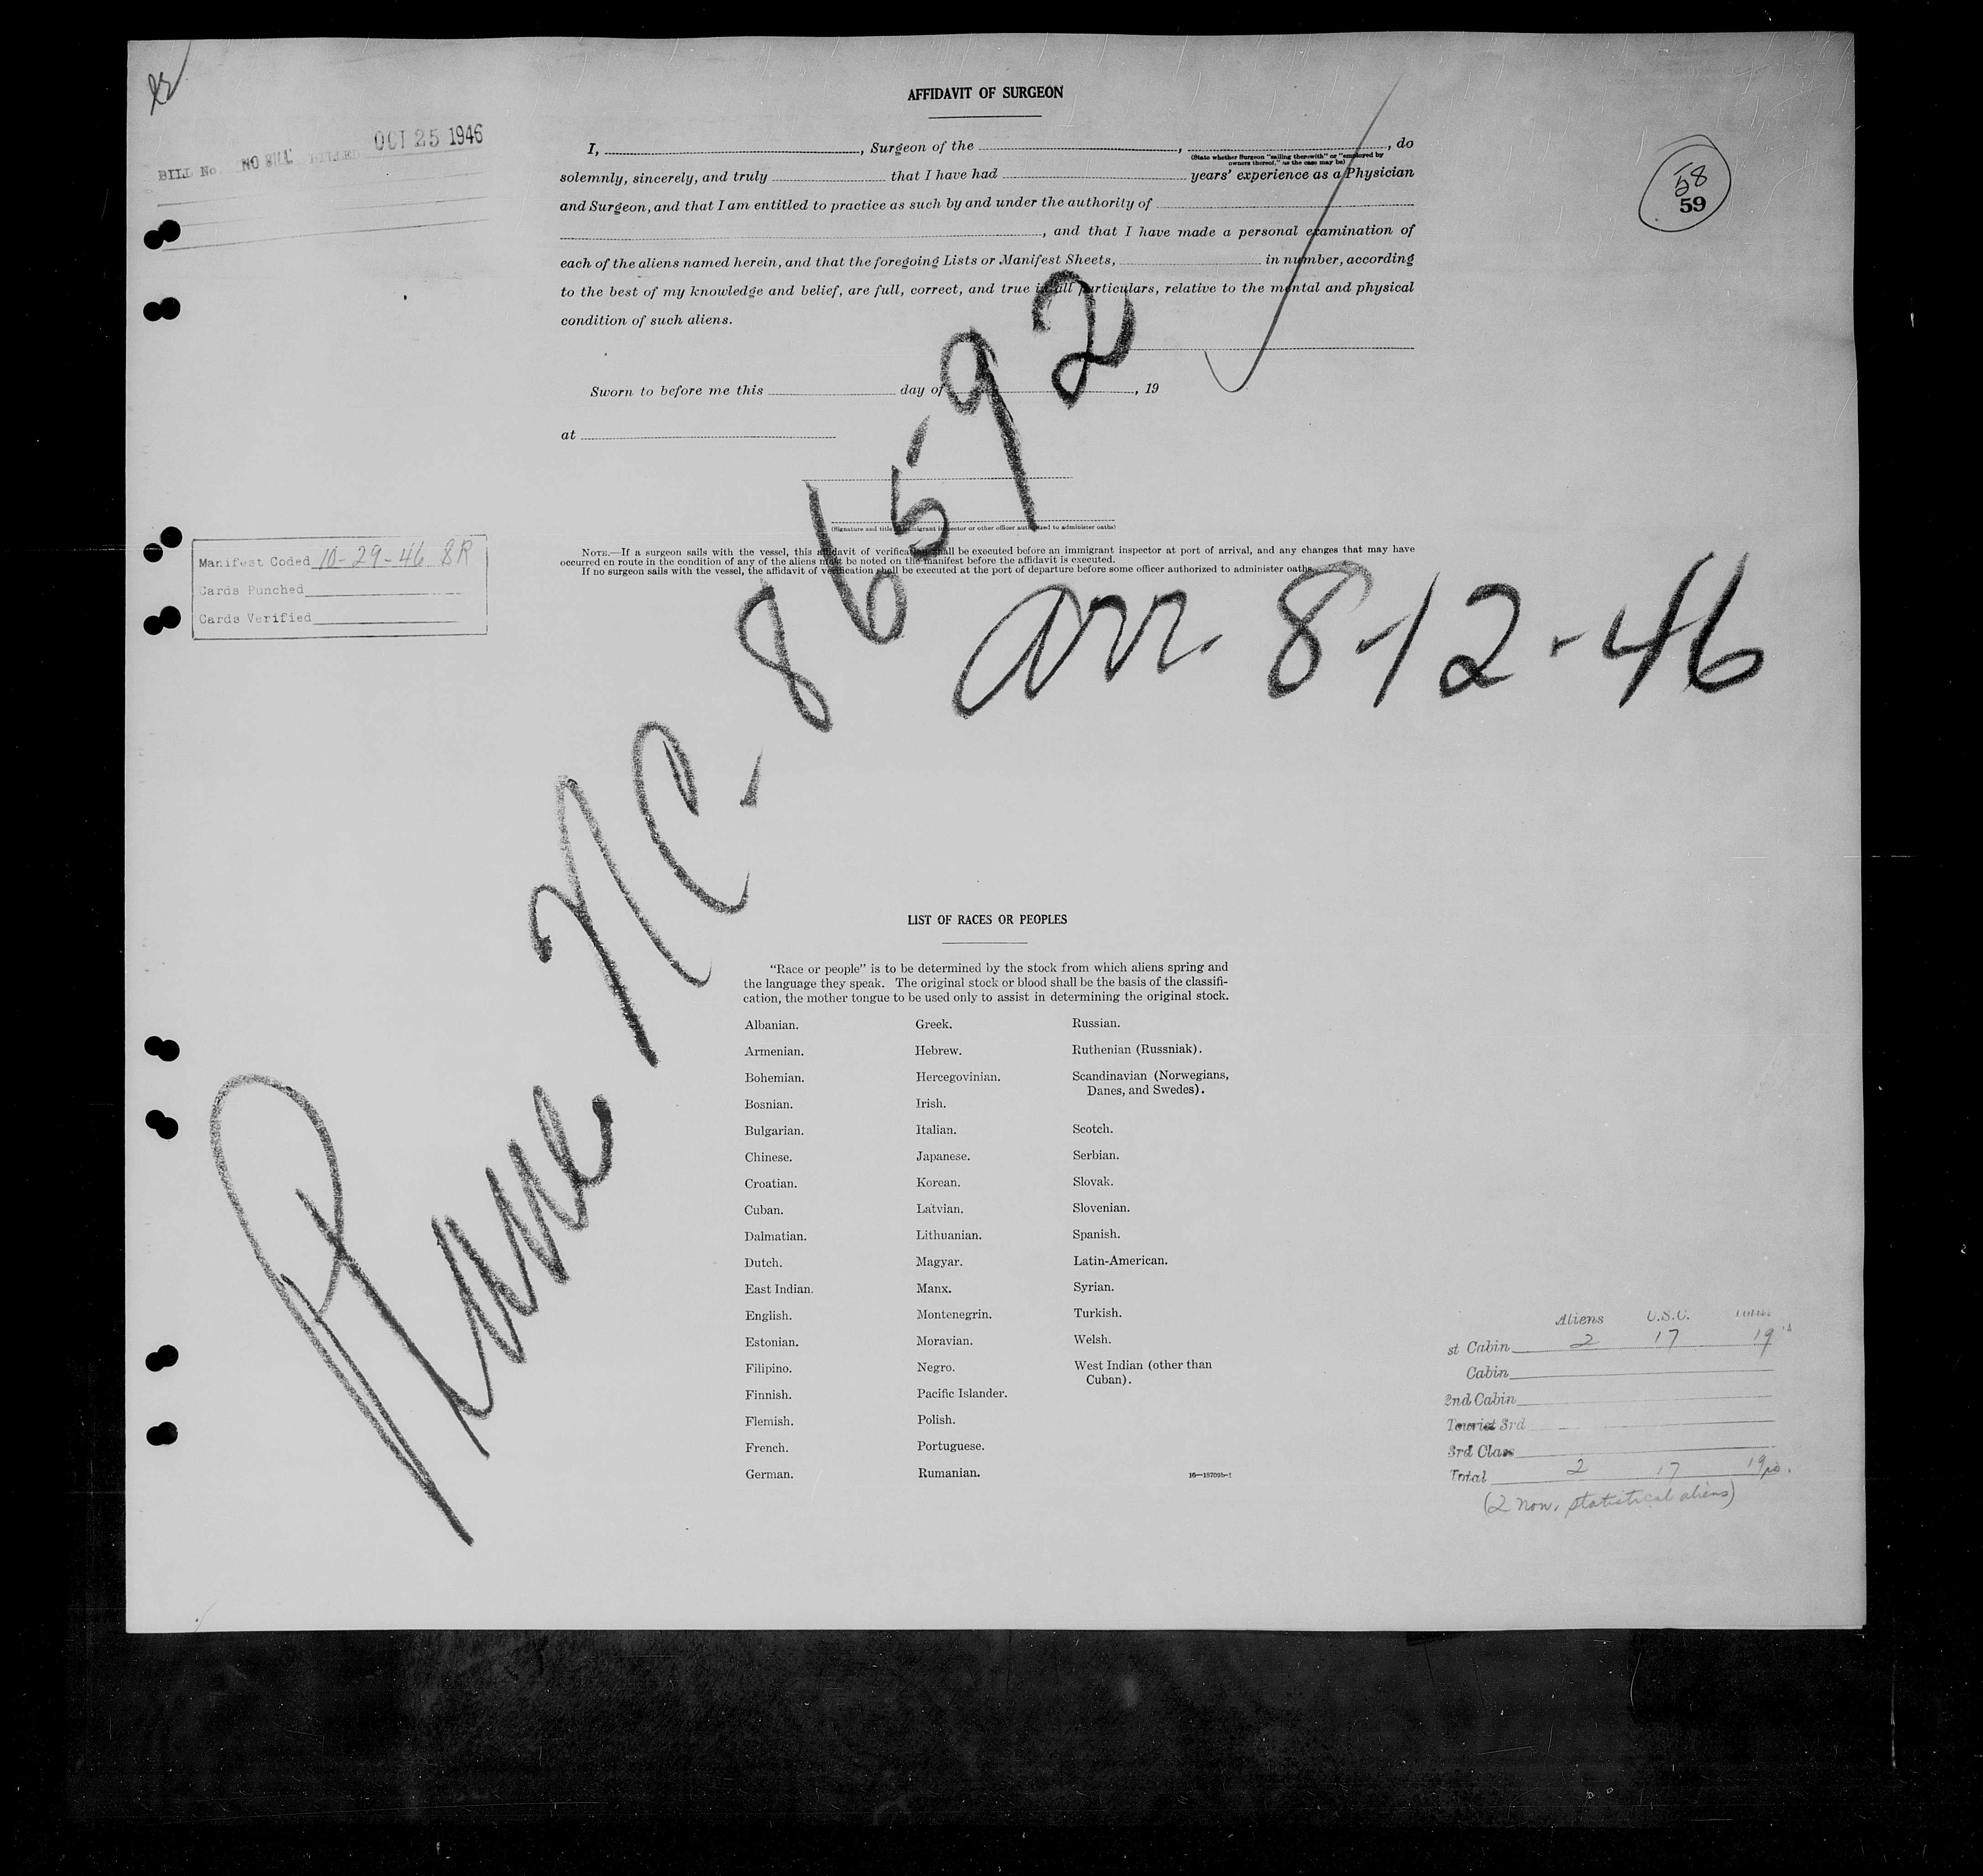 AFFIDAVIT OF SURGEON
BILL No. NO BILL BILLED OCT 25 1946
58
59
I, , Surgeon of the , , do
(State whether Surgeon "sailing therewith" or "employed by
owners thereof," as the case may be)
solemnly, sincerely, and truly that I have had years' experience as a Physician
and Surgeon, and that I am entitled to practice as such by and under the authority of
, and that I have made a personal examination of
each of the aliens named herein, and that the foregoing Lists or Manifest Sheets, in number, according
to the best of my knowledge and belief, are full, correct, and true in all particulars, relative to the mental and physical
condition of such aliens.
Sworn to before me this day of , 19
at
(Signature and title of immigrant inspector or other officer authorized to administer oaths)
NOTE.—If a surgeon sails with the vessel, this affidavit of verification shall be executed before an immigrant inspector at port of arrival, and any changes that may have
occurred en route in the condition of any of the aliens must be noted on the manifest before the affidavit is executed.
If no surgeon sails with the vessel, the affidavit of verification shall be executed at the port of departure before some officer authorized to administer oaths.
Manifest Coded 10-29-46 BR
Cards Punched
Cards Verified
Plane NC-86592
arr. 8-12-46
LIST OF RACES OR PEOPLES
"Race or people" is to be determined by the stock from which aliens spring and
the language they speak. The original stock or blood shall be the basis of the classifi-
cation, the mother tongue to be used only to assist in determining the original stock.
Albanian. Greek. Russian.
Armenian. Hebrew. Ruthenian (Russniak).
Bohemian. Hercegovinian. Scandinavian (Norwegians,
Danes, and Swedes).
Bosnian. Irish.
Bulgarian. Italian. Scotch.
Chinese. Japanese. Serbian.
Croatian. Korean. Slovak.
Cuban. Latvian. Slovenian.
Dalmatian. Lithuanian. Spanish.
Dutch. Magyar. Latin-American.
East Indian. Manx. Syrian.
English. Montenegrin. Turkish.
Estonian. Moravian. Welsh.
Filipino. Negro. West Indian (other than
Cuban).
Finnish. Pacific Islander.
Flemish. Polish.
French. Portuguese.
German. Rumanian.
16—18709b-1
Aliens U.S.C. Total
st Cabin 2 17 19
Cabin
2nd Cabin
Tourist 3rd
3rd Class
Total 2 17 19
(2 non. statistical aliens)